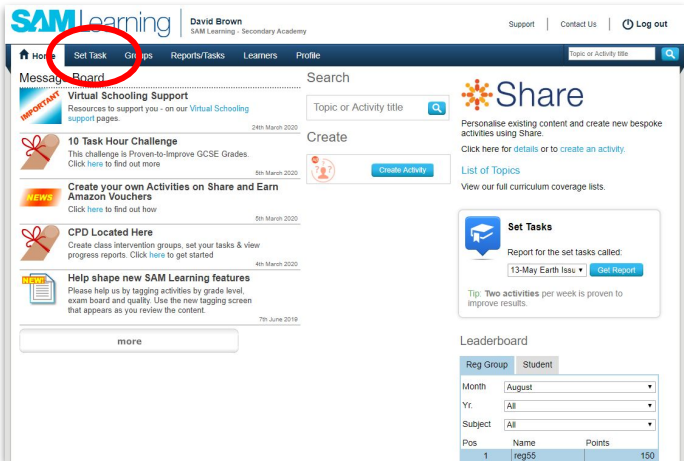 SAM Learning
David Brown
SAM Learning - Secondary Academy
Support
Contact Us
Log out
Home
Set Task
Groups
Reports/Tasks
Learners
Profile
Topic or Activity title
Message Board
IMPORTANT
Virtual Schooling Support
Resources to support you - on our Virtual Schooling
support pages.
24th March 2020
10 Task Hour Challenge
This challenge is Proven-to-Improve GCSE Grades.
Click here to find out more
5th March 2020
NEWS
Create your own Activities on Share and Earn
Amazon Vouchers
Click here to find out how
5th March 2020
CPD Located Here
Create class intervention groups, set your tasks & view
progress reports. Click here to get started
4th March 2020
NEW!
Help shape new SAM Learning features
Please help us by tagging activities by grade level,
exam board and quality. Use the new tagging screen
that appears as you review the content.
7th June 2019
more
Search
Topic or Activity title
Create
Create Activity
Share
Personalise existing content and create new bespoke
activities using Share.
Click here for details or to create an activity.
List of Topics
View our full curriculum coverage lists.
Set Tasks
Report for the set tasks called:
13-May Earth Issu
Get Report
Tip: Two activities per week is proven to
improve results.
Leaderboard
Reg Group
Student
Month
August
Yr.
All
Subject
All
Pos
Name
Points
1
reg55
150